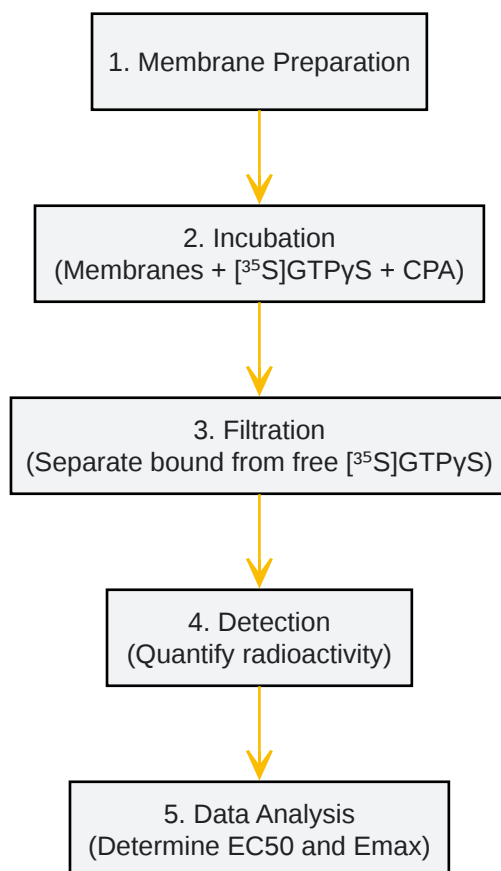 1. Membrane Preparation
2. Incubation
(Membranes + [³⁵S]GTPγS + CPA)
3. Filtration
(Separate bound from free [³⁵S]GTPγS)
4. Detection
(Quantify radioactivity)
5. Data Analysis
(Determine EC50 and Emax)